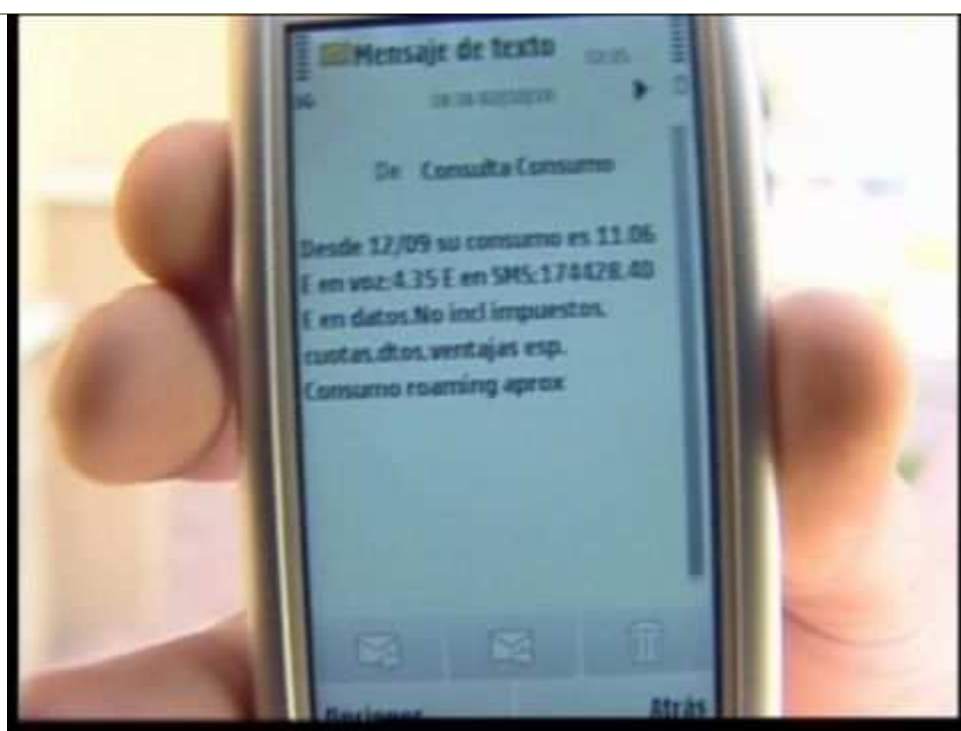 Mensaje de texto
De Consulta Consumo
Desde 12/09 su consumo es 11.06
E en voz:4.35 E en SMS:174428.40
E en datos.No incl impuestos,
cuotas,dtos,ventajas esp.
Consumo roaming aprox
Opciones
Atrás